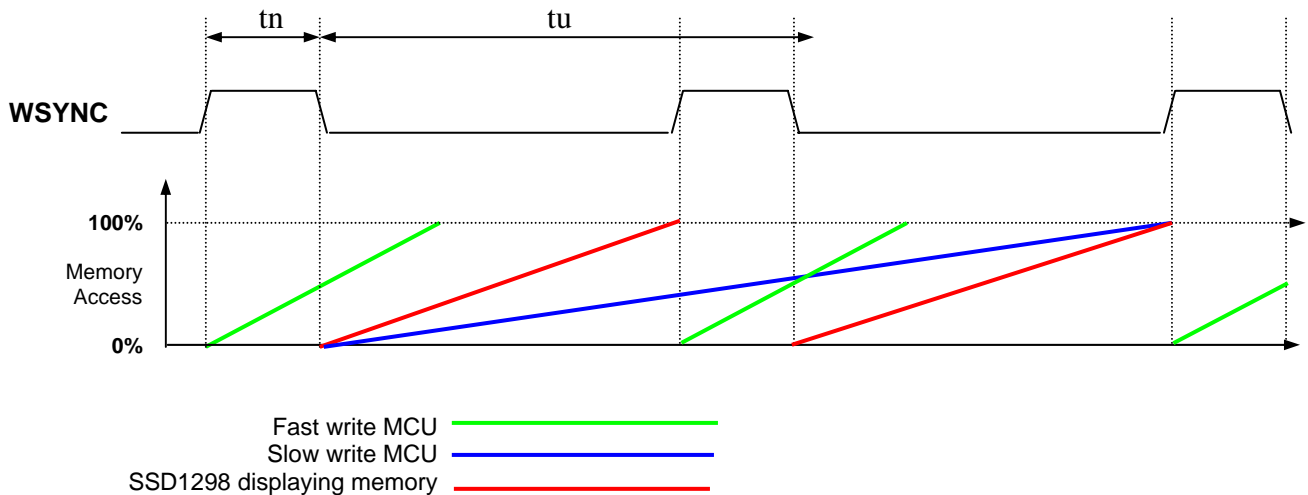 tn
tu
WSYNC
100%
Memory
Access
0%
Fast write MCU
Slow write MCU
SSD1298 displaying memory